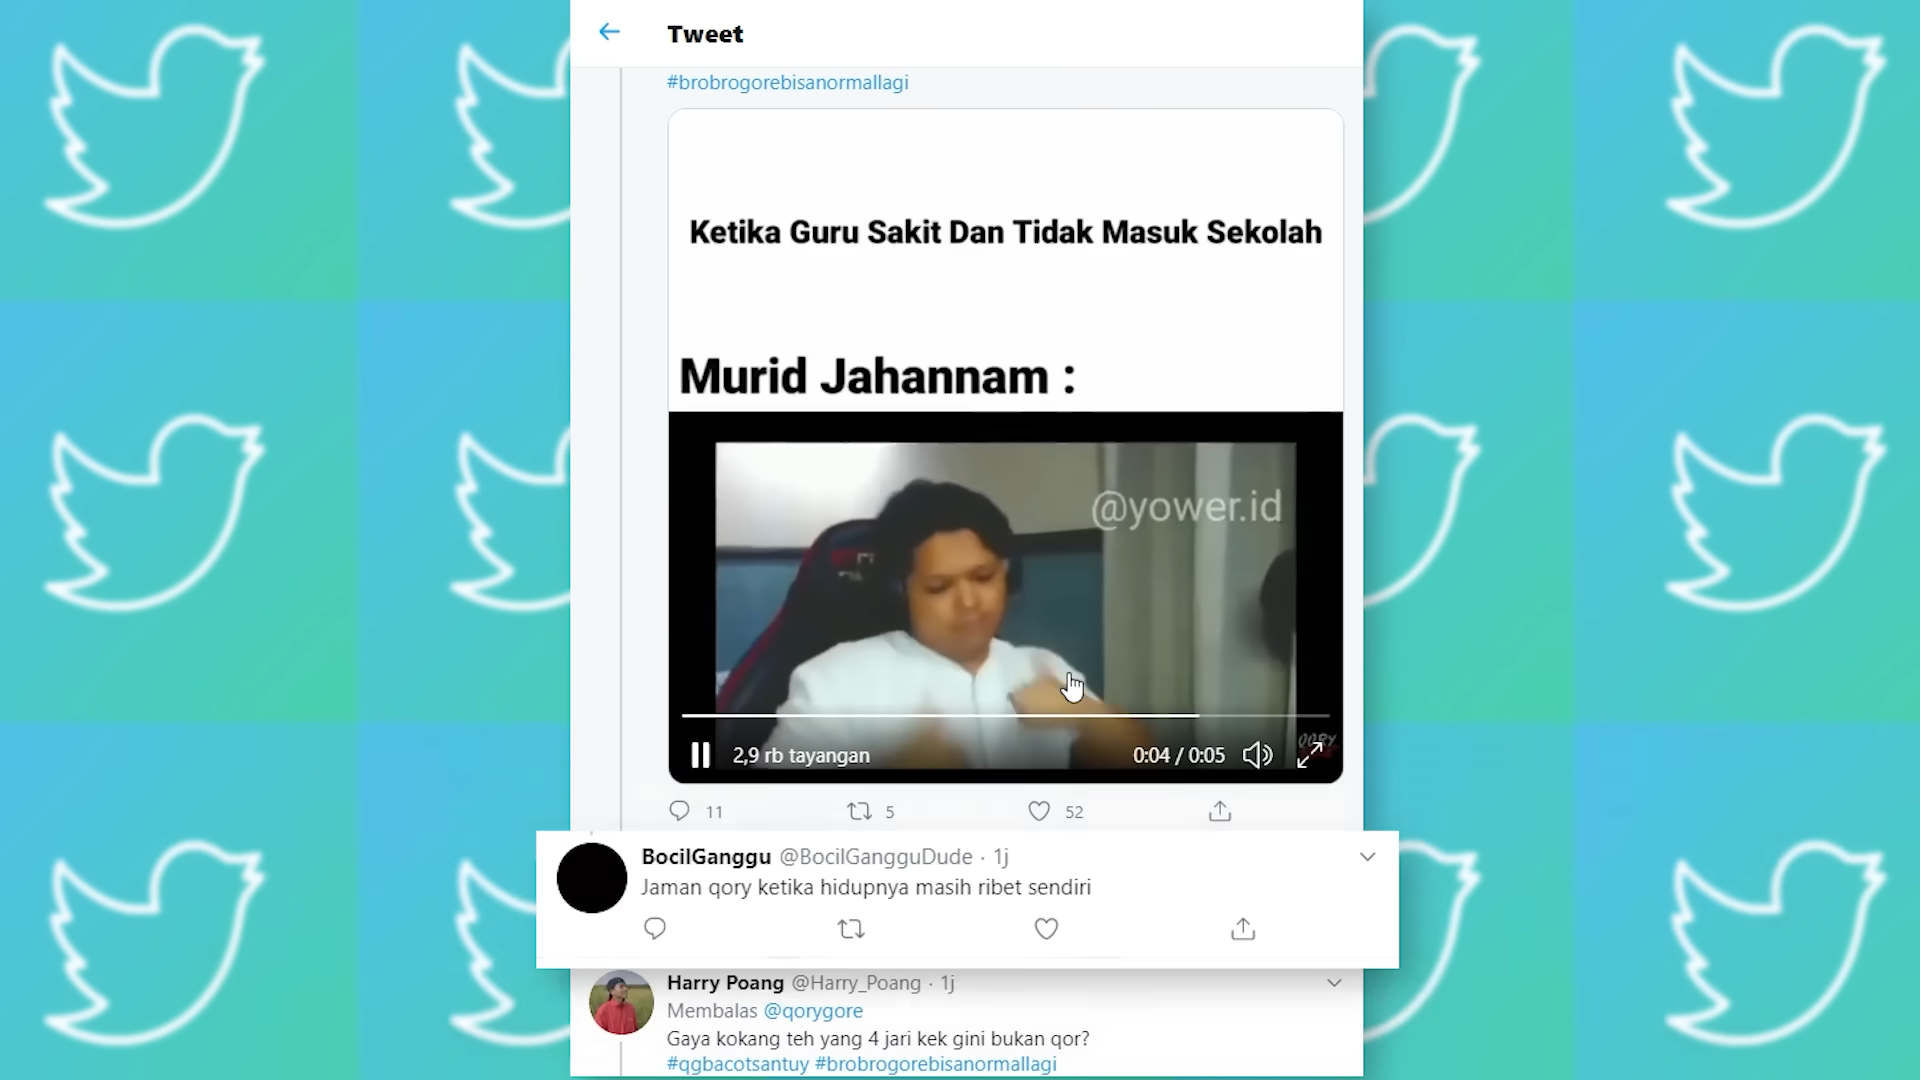 Tweet
#brobrogorebisanormallagi
Ketika Guru Sakit Dan Tidak Masuk Sekolah
Murid Jahannam :
@yower.id
QORY
2,9 rb tayangan
0:04 / 0:05
11
5
52
BocilGanggu @BocilGangguDude · 1j
Jaman qory ketika hidupnya masih ribet sendiri
Harry Poang @Harry_Poang · 1j
Membalas @qorygore
Gaya kokang teh yang 4 jari kek gini bukan qor?
#qgbacotsantuy #brobrogorebisanormallagi